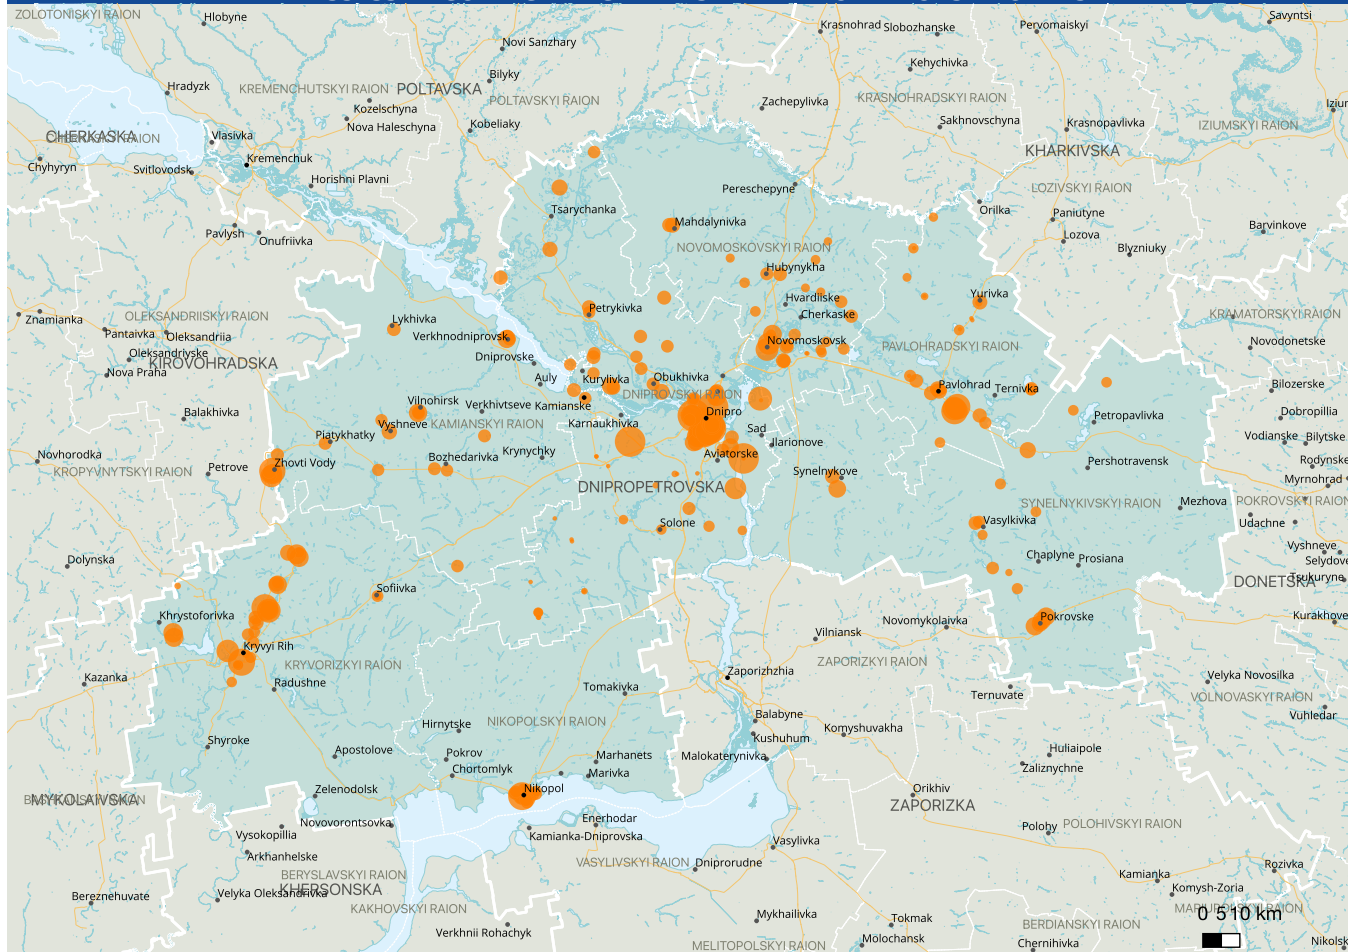 ZOLOTONISKYI RAION
Hlobyne
Krasnohrad
Slobozhanske
Pervomaiskyi
Savyntsi
Novi Sanzhary
Kehychivka
Bilyky
Hradyzk
KREMENCHUTSKYI RAION
POLTAVSKA
POLTAVSKYI RAION
Kozelschyna
Zachepylivka
KRASNOHRADSKYI RAION
Izium
Nova Haleschyna
Kobeliaky
Sakhnovschyna
Krasnopavlivka
IZIUMSKYI RAION
CHERKASKA
Vlasivka
KHARKIVSKA
Chyhyryn
Svitlovodsk
Kremenchuk
Horishni Plavni
Pereschepyne
LOZIVSKYI RAION
Tsarychanka
Orilka
Paniutyne
Mahdalynivka
Barvinkove
Pavlysh
Onufriivka
Lozova
NOVOMOSKOVSKYI RAION
Blyzniuky
Hubynykha
Yurivka
Hvardiiske
Petrykivka
Cherkaske
OLEKSANDRIISKYI RAION
Lykhivka
KRAMATORSKYI RAION
Znamianka
Pantaivka
Oleksandriia
Verkhnodniprovsk
Novomoskovsk
PAVLOHRADSKYI RAION
Novodonetske
Oleksandriyske
KIROVOHRADSKA
Dniprovske
Nova Praha
Auly
Kurylivka
Obukhivka
Pavlohrad
Ternivka
Bilozerske
DNIPROVSKYI RAION
Vilnohirsk
Verkhivtseve
Kamianske
Dnipro
Balakhivka
Karnaukhivka
Petropavlivka
Dobropillia
Vyshneve
KAMIANSKYI RAION
Sad
Piatykhatky
Ilarionove
Vodianske
Bilytske
Novhorodka
Bozhedarivka
Krynychky
Aviatorske
Zhovti Vody
Pershotravensk
Rodynske
KROPYVNYTSKYI RAION
Petrove
Synelnykove
Myrnohrad
DNIPROPETROVSKA
SYNELNYKIVSKYI RAION
Mezhova
POKROVSKYI RAION
Solone
Vasylkivka
Udachne
Vyshneve
Dolynska
Chaplyne
Prosiana
Selydove
DONETSKA
Tsukuryne
Sofiivka
Khrystoforivka
Novomykolaivka
Pokrovske
Kurakhove
Vilniansk
Kryvyi Rih
ZAPORIZKYI RAION
KRYVORIZKYI RAION
Kazanka
Radushne
Zaporizhzhia
Velyka Novosilka
Tomakivka
Ternuvate
VOLNOVASKYI RAION
Balabyne
Vuhledar
Hirnytske
NIKOPOLSKYI RAION
Komyshuvakha
Shyroke
Kushuhum
Apostolove
Pokrov
Marhanets
Malokaterynivka
Huliaipole
Chortomlyk
Marivka
Zaliznychne
Zelenodolsk
Nikopol
Orikhiv
MYKOLAIVSKA
ZAPORIZKA
Novovorontsovka
Enerhodar
Vysokopillia
Kamianka-Dniprovska
Polohy
POLOHIVSKYI RAION
Vasylivka
Arkhanhelske
VASYLIVSKYI RAION
Dniprorudne
Rozivka
BERYSLAVSKYI RAION
Kamianka
Bereznehuvate
Velyka Oleksandrivka
KHERSONSKA
Komysh-Zoria
KAKHOVSKYI RAION
MARIUPOLSKYI RAION
Mykhailivka
Tokmak
BERDIANSKYI RAION
0 5 10 km
Verkhnii Rohachyk
MELITOPOLSKYI RAION
Molochansk
Chernihivka
Nikolsk